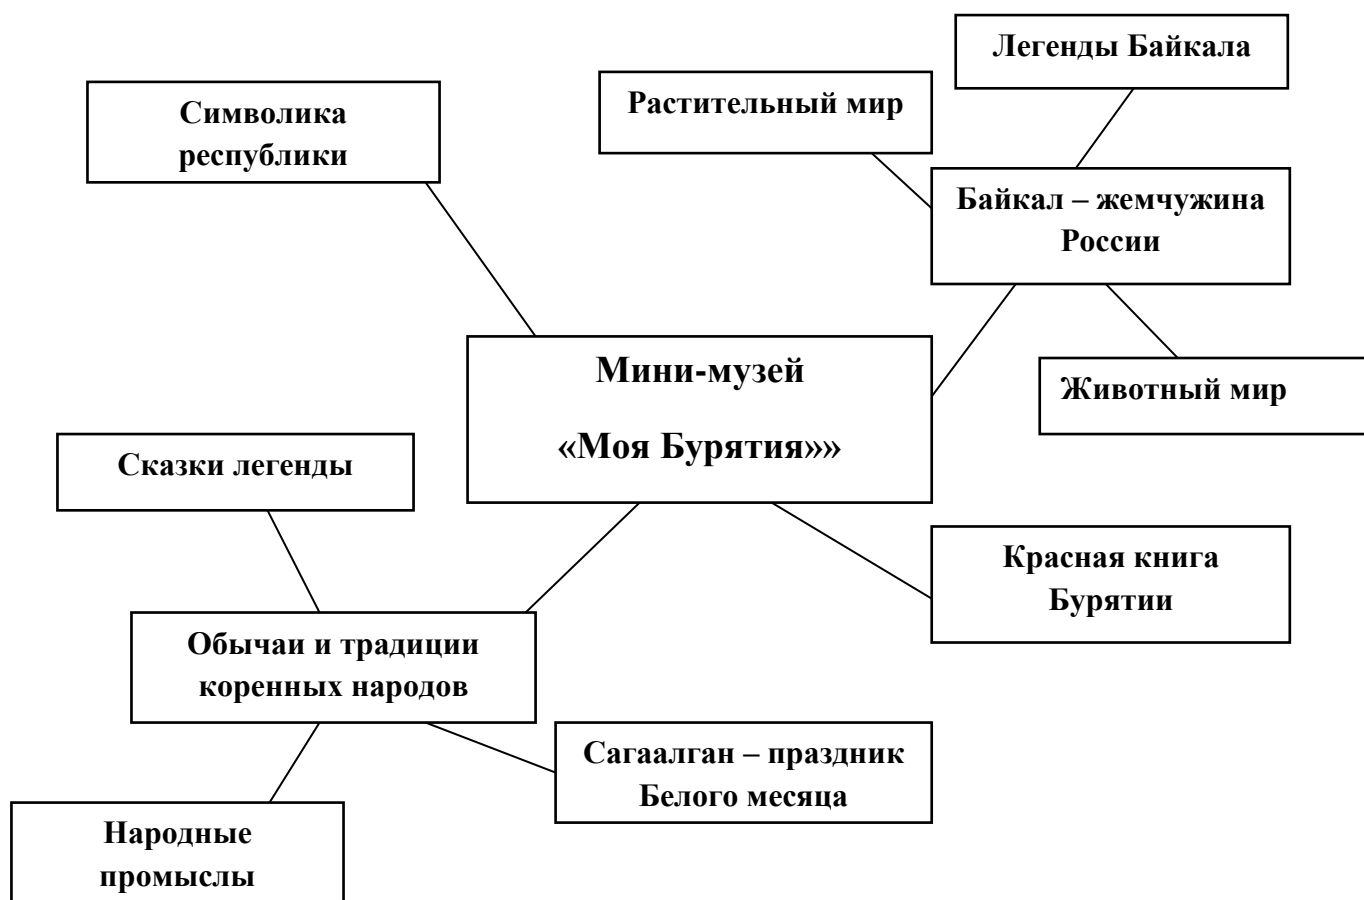 Легенды Байкала
Растительный мир
Символика
республики
Байкал – жемчужина
России
Мини-музей
«Моя Бурятия»»
Животный мир
Сказки легенды
Красная книга
Бурятии
Обычаи и традиции
коренных народов
Сагаалган – праздник
Белого месяца
Народные
промыслы